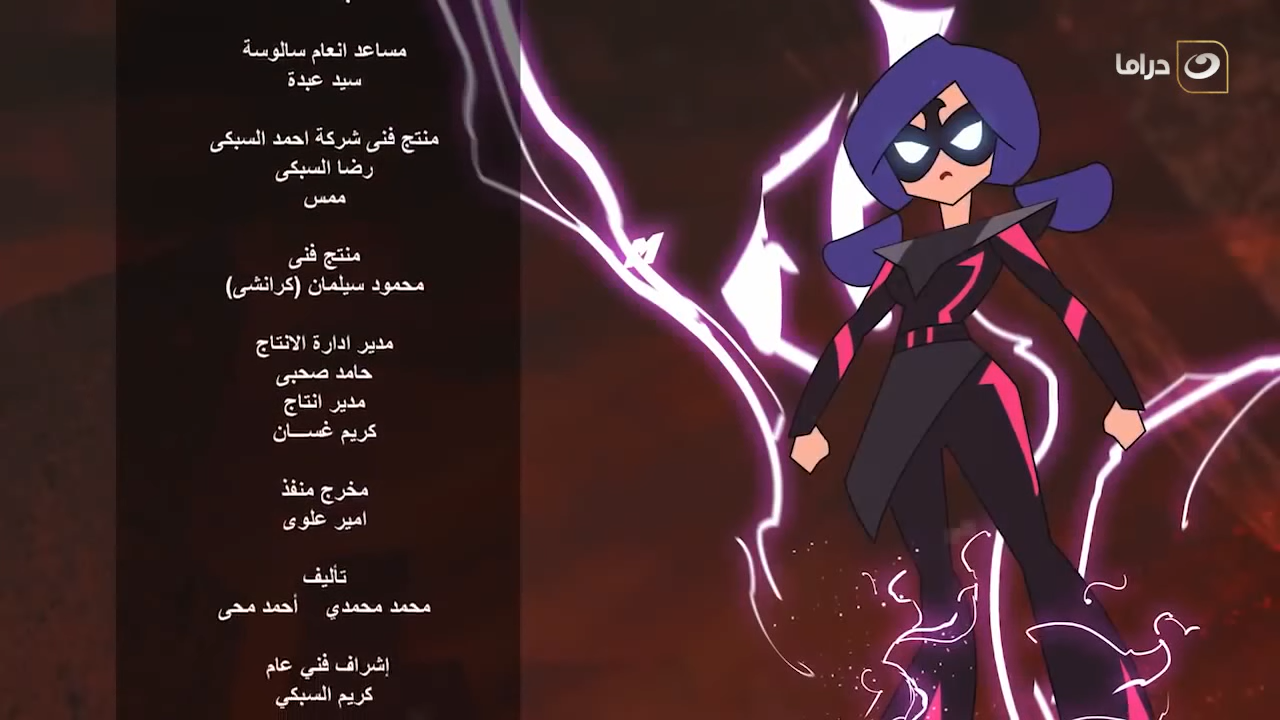 مساعد انعام سالوسة
سيد عبدة
منتج فنى شركة احمد السبكى
رضا السبكى
ممس
منتج فنى
محمود سيلمان (كرانشى)
مدير ادارة الانتاج
حامد صحبى
مدير انتاج
كريم غســان
مخرج منفذ
امير علوى
تأليف
محمد محمدي أحمد محى
إشراف فني عام
كريم السبكي
دراما